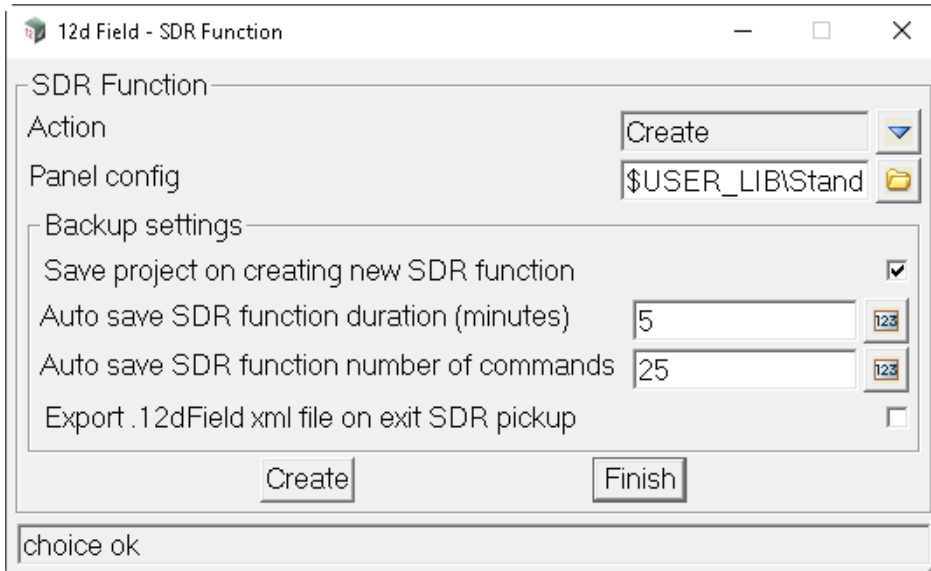 12d Field - SDR Function
SDR Function
Action Create
Panel config $USER_LIB\Stand
Backup settings
Save project on creating new SDR function
Auto save SDR function duration (minutes) 5 123
Auto save SDR function number of commands 25 123
Export .12dField xml file on exit SDR pickup
Create Finish
choice ok